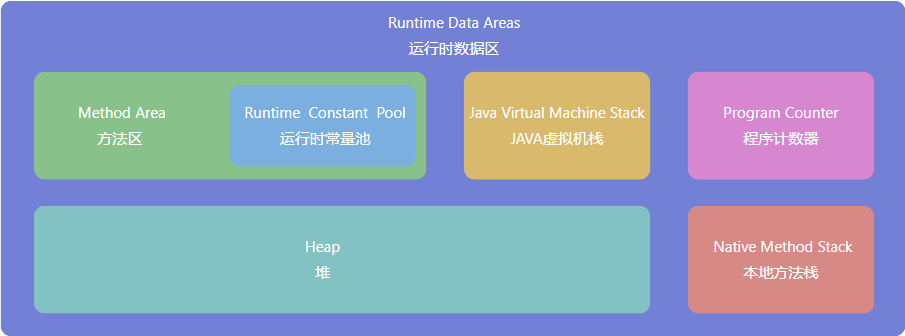 Runtime Data Areas
运行时数据区
Method Area
方法区
Runtime Constant Pool
运行时常量池
Java Virtual Machine Stack
JAVA虚拟机栈
Program Counter
程序计数器
Heap
堆
Native Method Stack
本地方法栈